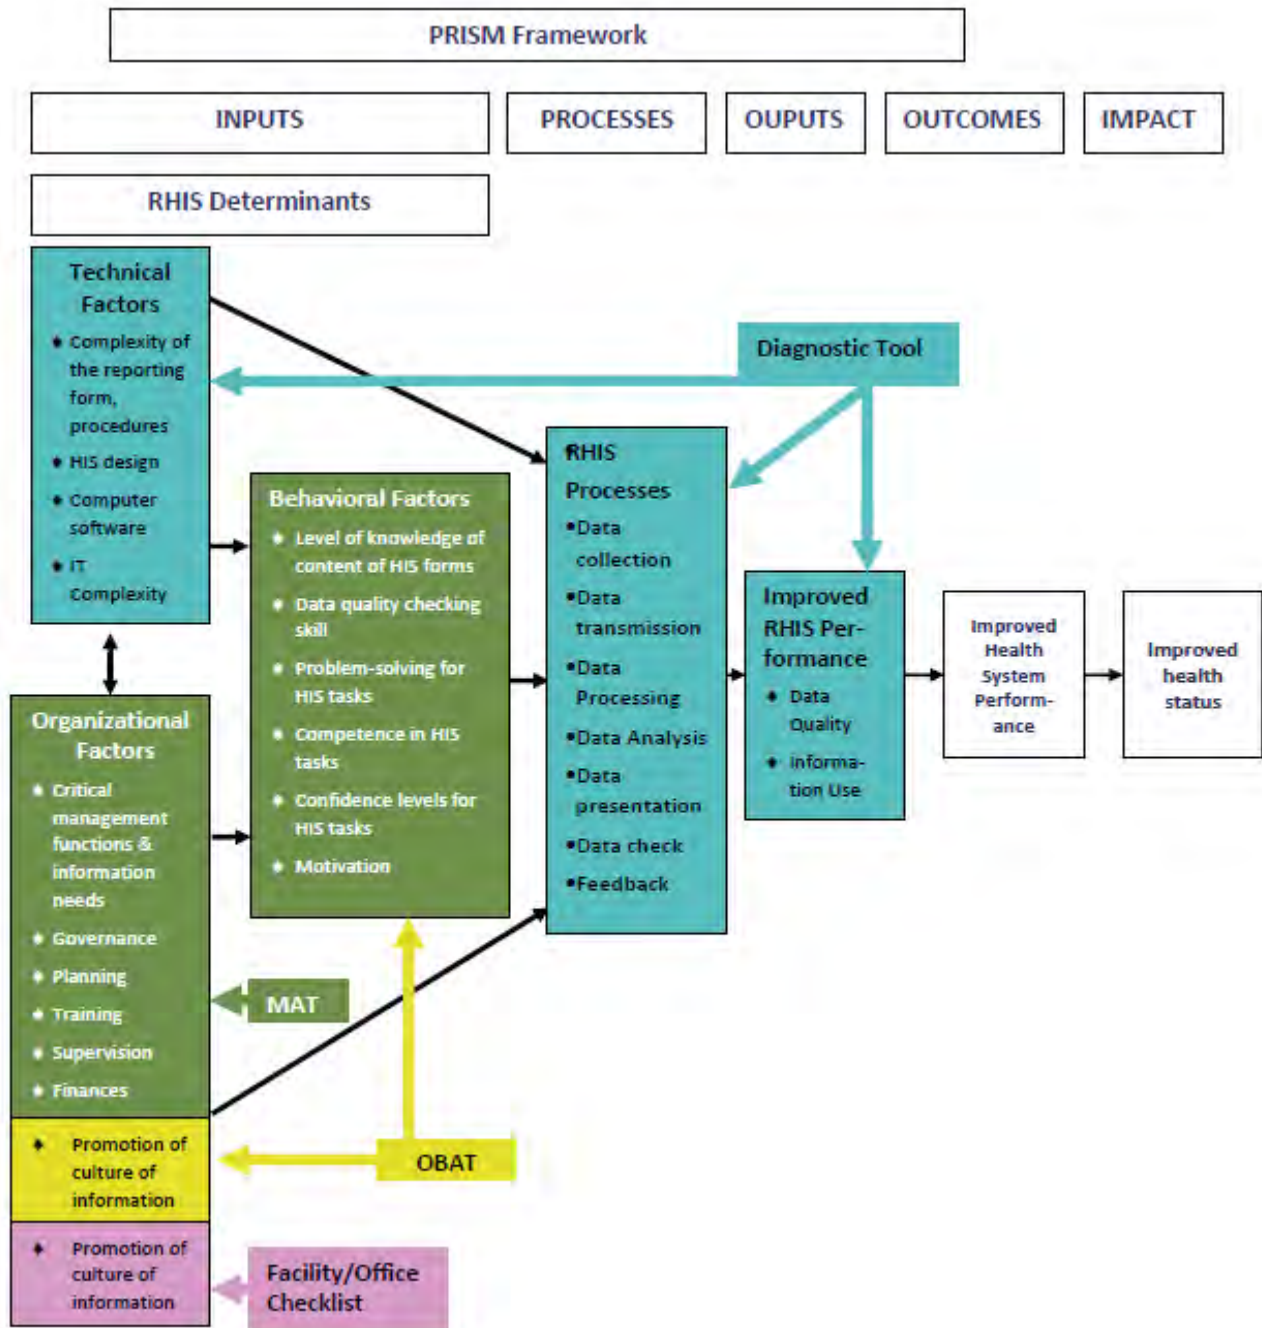 PRISM Framework
INPUTS
PROCESSES
OUPUTS
OUTCOMES
IMPACT
RHIS Determinants
Technical
Factors
♦ Complexity of
the reporting
form,
procedures
♦ HIS design
♦ Computer
software
♦ IT
Complexity
Diagnostic Tool
Behavioral Factors
♦ Level of knowledge of
content of HIS forms
♦ Data quality checking
skill
♦ Problem-solving for
HIS tasks
♦ Competence in HIS
tasks
♦ Confidence levels for
HIS tasks
♦ Motivation
RHIS
Processes
•Data
collection
•Data
transmission
•Data
Processing
•Data Analysis
•Data
presentation
•Data check
•Feedback
Improved
RHIS Per-
formance
♦ Data
Quality
♦ Informa-
tion Use
Improved
Health
System
Perform-
ance
Improved
health
status
Organizational
Factors
♦ Critical
management
functions &
information
needs
♦ Governance
♦ Planning
♦ Training
♦ Supervision
♦ Finances
MAT
♦ Promotion of
culture of
information
OBAT
♦ Promotion of
culture of
information
Facility/Office
Checklist